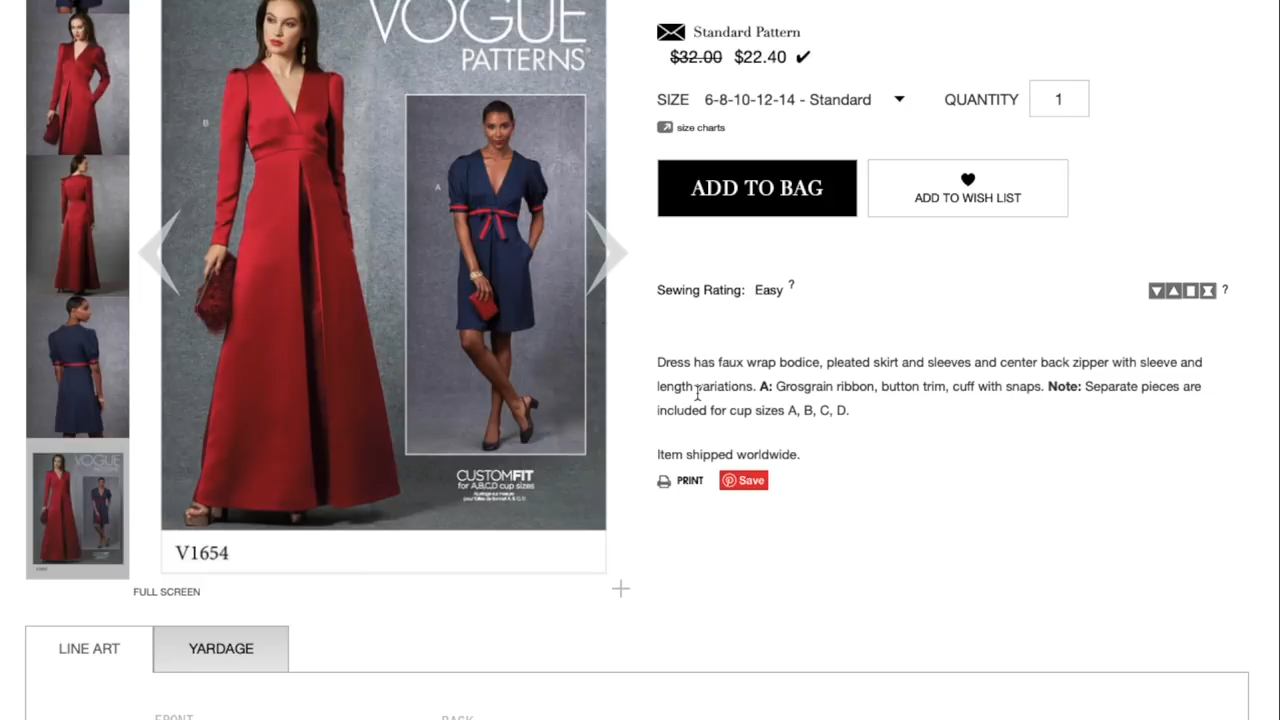 VOGUE
PATTERNS
B
A
CUSTOMFIT
for A,B,C,D cup sizes
V1654
FULL SCREEN
Standard Pattern
$32.00 $22.40 ✔
SIZE 6-8-10-12-14 - Standard QUANTITY 1
size charts
ADD TO BAG
ADD TO WISH LIST
Sewing Rating: Easy ?
?
Dress has faux wrap bodice, pleated skirt and sleeves and center back zipper with sleeve and
length variations. A: Grosgrain ribbon, button trim, cuff with snaps. Note: Separate pieces are
included for cup sizes A, B, C, D.
Item shipped worldwide.
PRINT Save
LINE ART YARDAGE
FRONT BACK